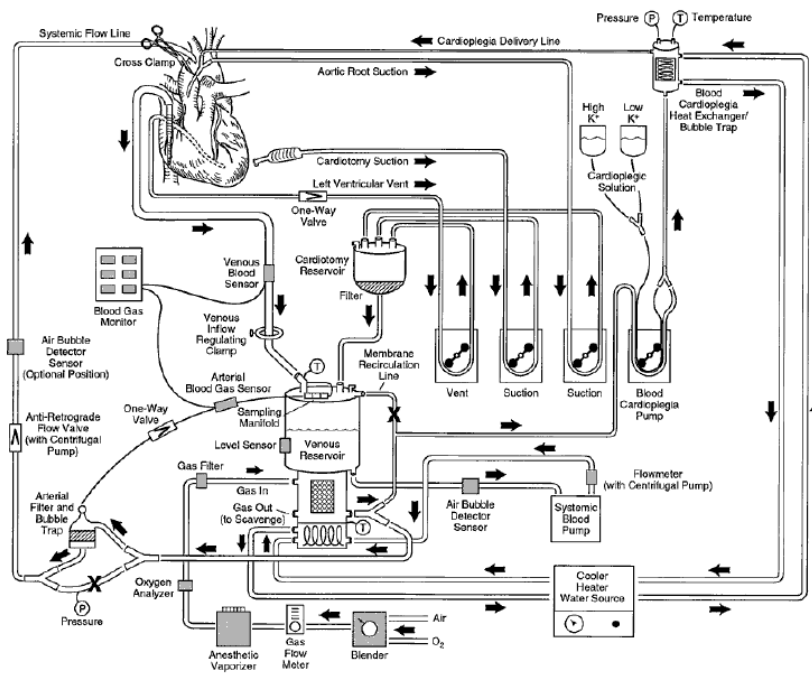 Pressure
P
T
Temperature
Systemic Flow Line
Cross Clamp
Cardioplegia Delivery Line
Aortic Root Suction
Blood
Cardioplegia
Heat Exchanger/
Bubble Trap
High
K+
Low
K+
Cardioplegic
Solution
Cardiotomy Suction
Left Ventricular Vent
One-Way
Valve
Cardiotomy
Reservoir
Filter
Venous
Blood
Sensor
Blood Gas
Monitor
Venous
Inflow
Regulating
Clamp
T
Membrane
Recirculation
Line
X
Vent
Suction
Suction
Blood
Cardioplegia
Pump
Air Bubble
Detector
Sensor
(Optional Position)
Arterial
Blood Gas Sensor
Sampling
Manifold
One-Way
Valve
Anti-Retrograde
Flow Valve
(with Centrifugal
Pump)
Level Sensor
Venous
Reservoir
Gas Filter
Gas In
Gas Out
(to Scavenge)
T
Air Bubble
Detector
Sensor
Flowmeter
(with Centrifugal Pump)
Systemic
Blood
Pump
Arterial
Filter and
Bubble
Trap
X
P
Pressure
Oxygen
Analyzer
Cooler
Heater
Water Source
Anesthetic
Vaporizer
Gas
Flow
Meter
Blender
Air
O2